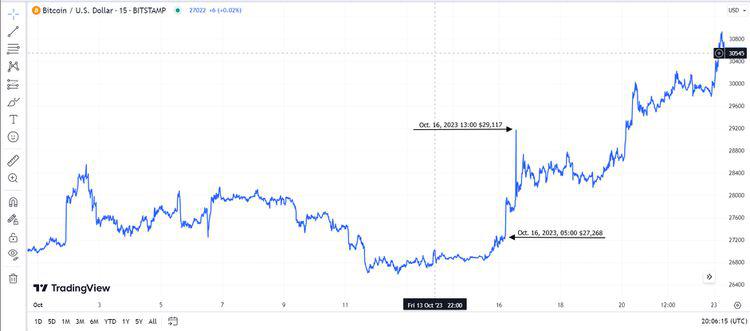 Bitcoin / U.S. Dollar · 15 · BITSTAMP
27022 +6 (+0.02%)
USD
30800
30545
30400
30000
29600
29200
28800
28400
28000
27600
27200
26800
26400
Oct. 16, 2023 13:00 $29,117
Oct. 16, 2023, 05:00 $27,268
TradingView
Oct
3
5
7
9
11
Fri 13 Oct '23 22:00
16
18
20
22
23
1D 5D 1M 3M 6M YTD 1Y 5Y All
20:06:15 (UTC)